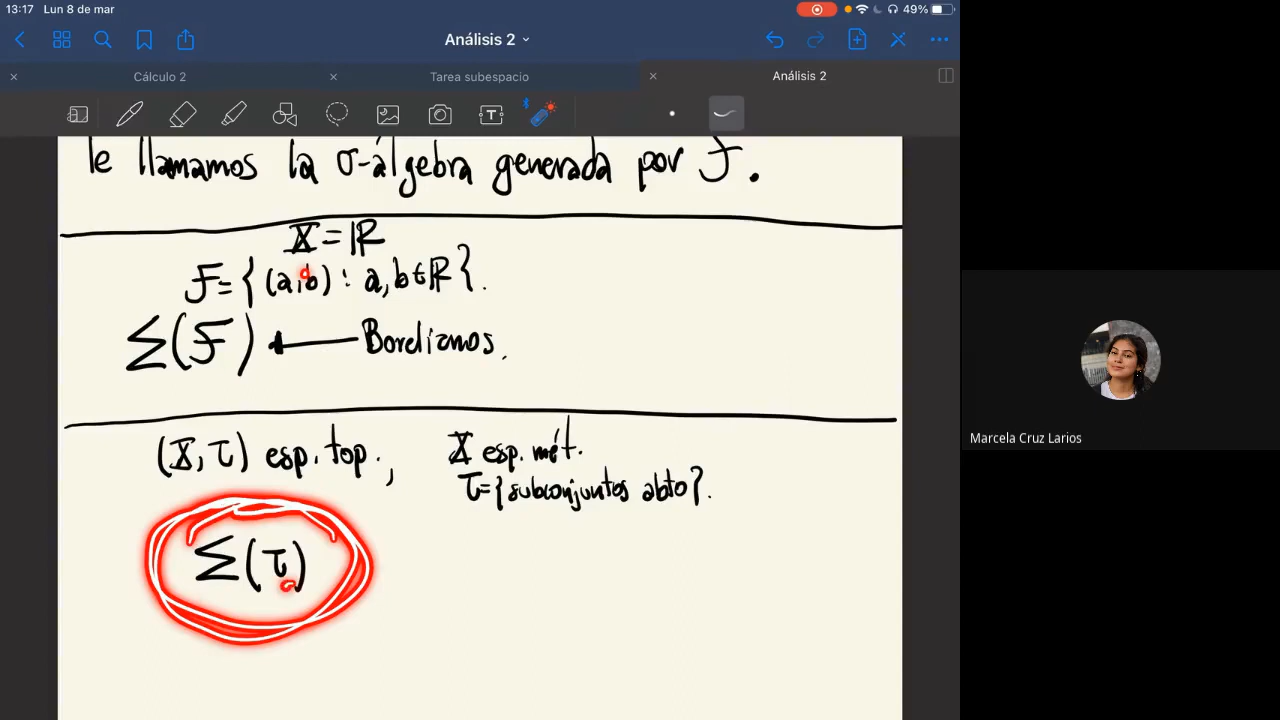 13:17 Lun 8 de mar 49%
Análisis 2
Cálculo 2 Tarea subespacio Análisis 2
le llamamos la σ-álgebra generada por F.
X = ℝ
F = { (a,b) : a, b ∈ ℝ }.
Σ(F) ← Borelianos.
(X, τ) esp. top., X esp. mét.
τ = {subconjuntos abto}.
Σ(τ)
Marcela Cruz Larios